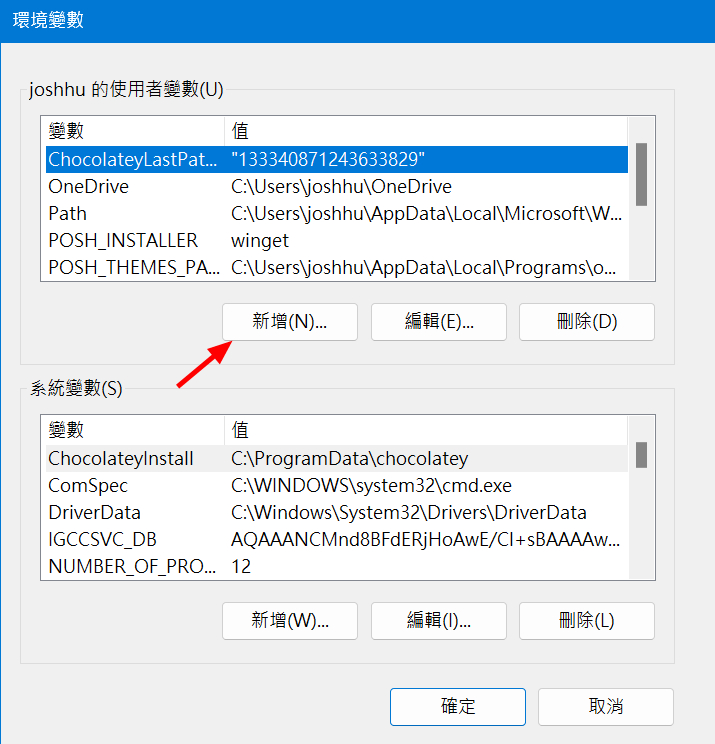 環境變數
joshhu 的使用者變數(U)
變數 值
ChocolateyLastPat... "133340871243633829"
OneDrive C:\Users\joshhu\OneDrive
Path C:\Users\joshhu\AppData\Local\Microsoft\W...
POSH_INSTALLER winget
POSH_THEMES_PA... C:\Users\joshhu\AppData\Local\Programs\o...
新增(N)... 編輯(E)... 刪除(D)
系統變數(S)
變數 值
ChocolateyInstall C:\ProgramData\chocolatey
ComSpec C:\WINDOWS\system32\cmd.exe
DriverData C:\Windows\System32\Drivers\DriverData
IGCCSVC_DB AQAAANCMnd8BFdERjHoAwE/Cl+sBAAAAw...
NUMBER_OF_PRO... 12
新增(W)... 編輯(I)... 刪除(L)
確定 取消